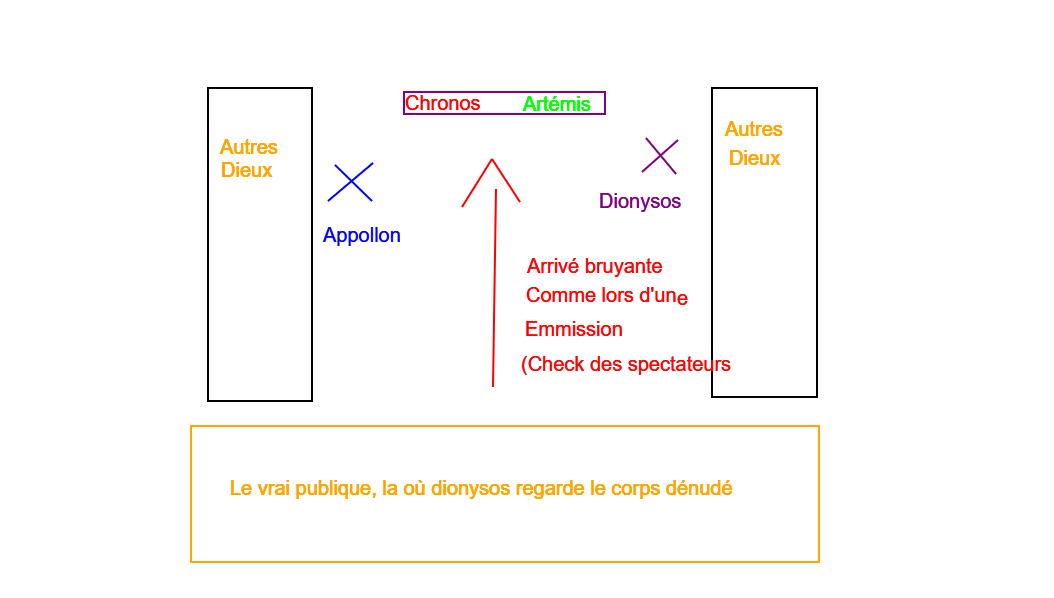 Chronos
Artémis
Autres
Dieux
Autres
Dieux
Dionysos
Appollon
Arrivé bruyante
Comme lors d'une
Emmission
(Check des spectateurs
Le vrai publique, la où dionysos regarde le corps dénudé